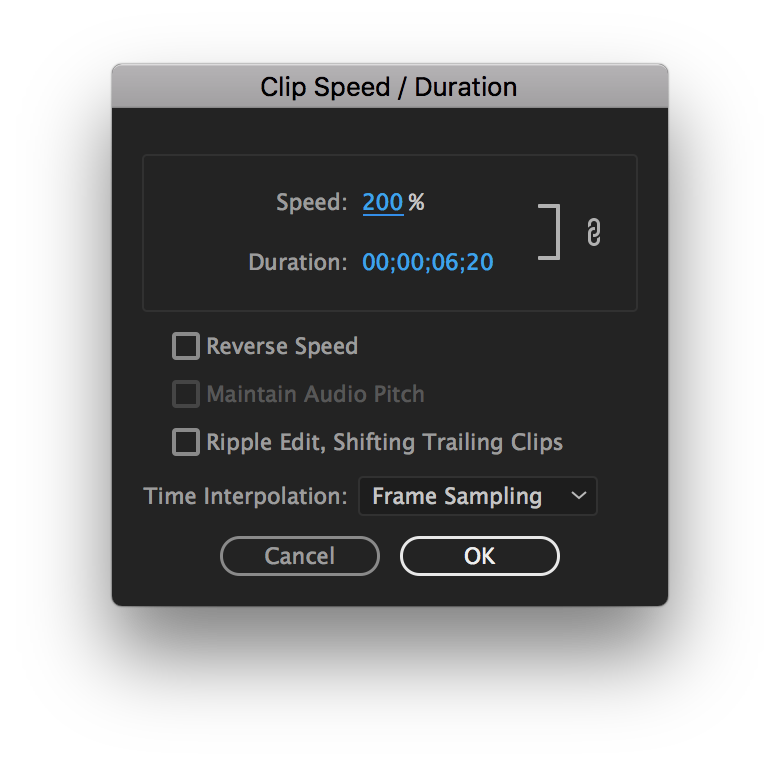 Clip Speed / Duration
Speed: 200 %
Duration: 00;00;06;20
Reverse Speed
Maintain Audio Pitch
Ripple Edit, Shifting Trailing Clips
Time Interpolation: Frame Sampling
Cancel OK